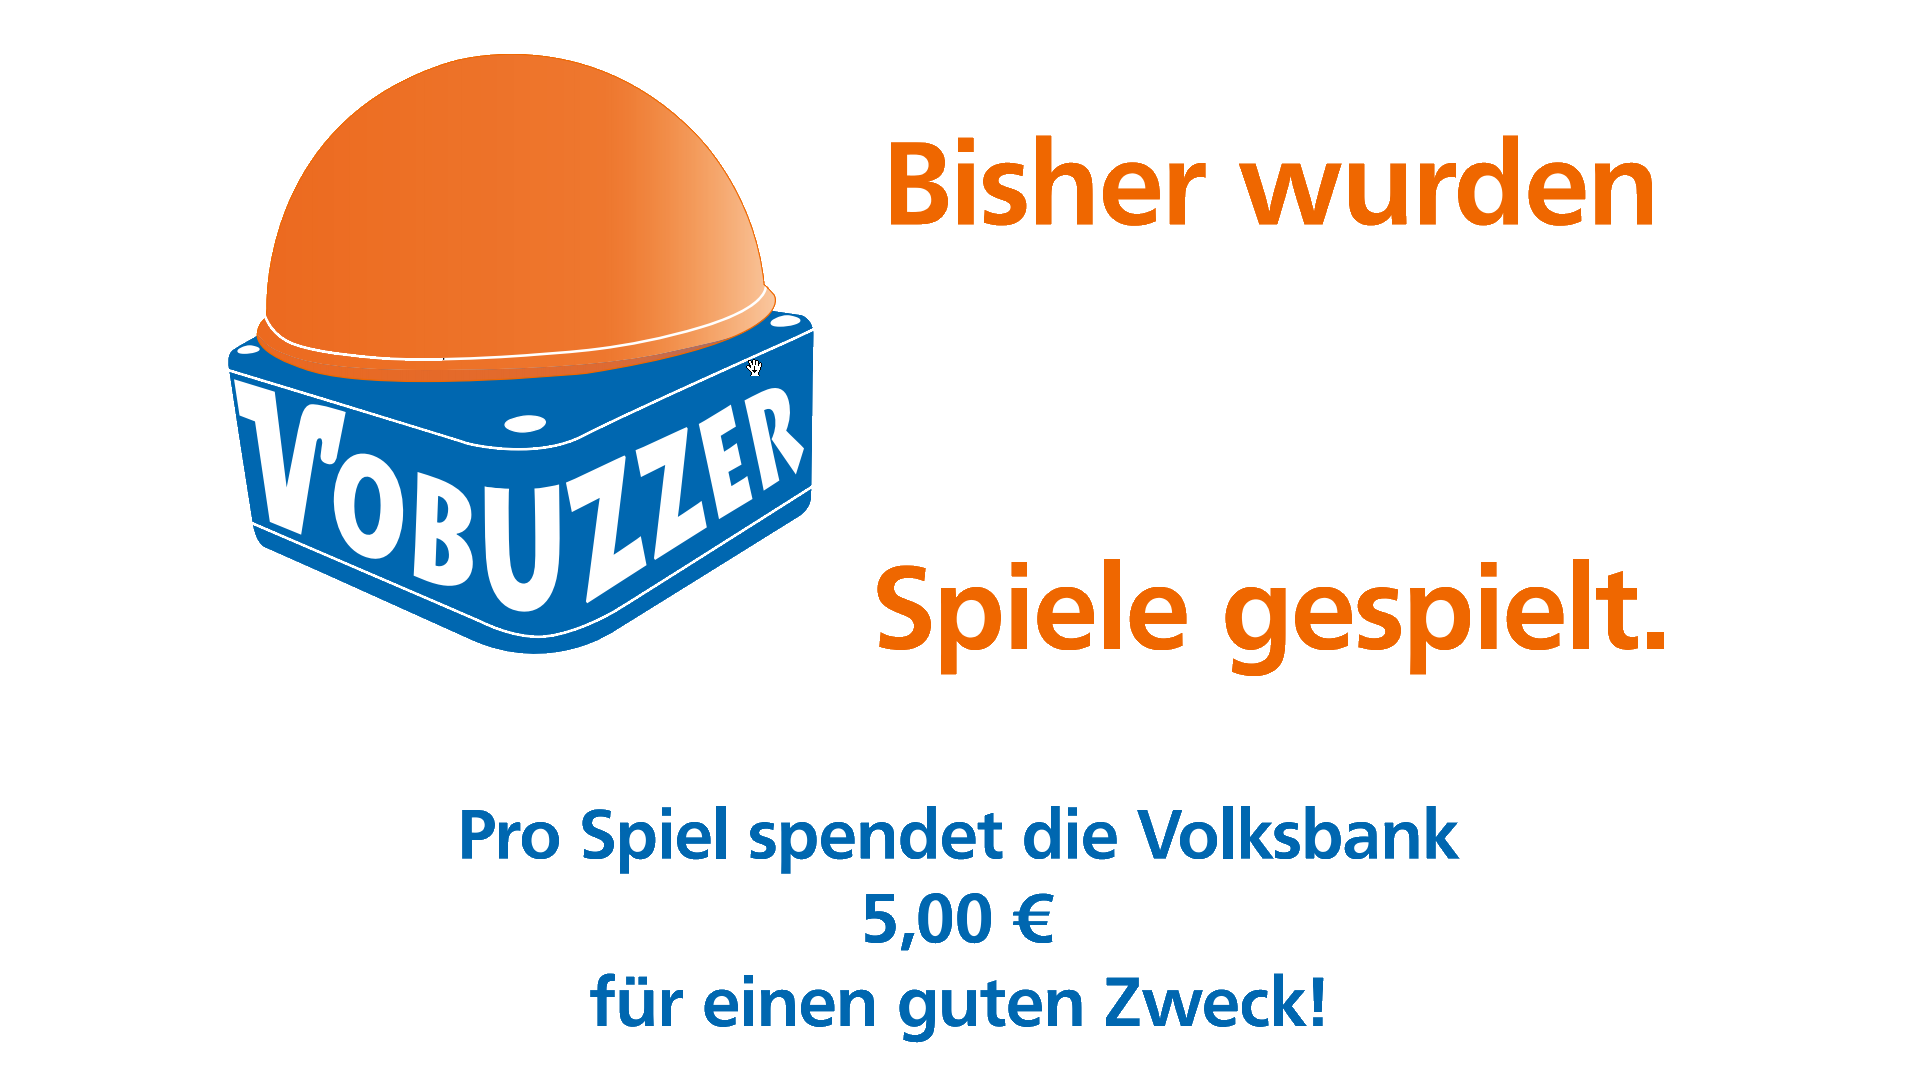 Bisher wurden
VOBUZZER
Spiele gespielt.
Pro Spiel spendet die Volksbank
5,00 €
für einen guten Zweck!